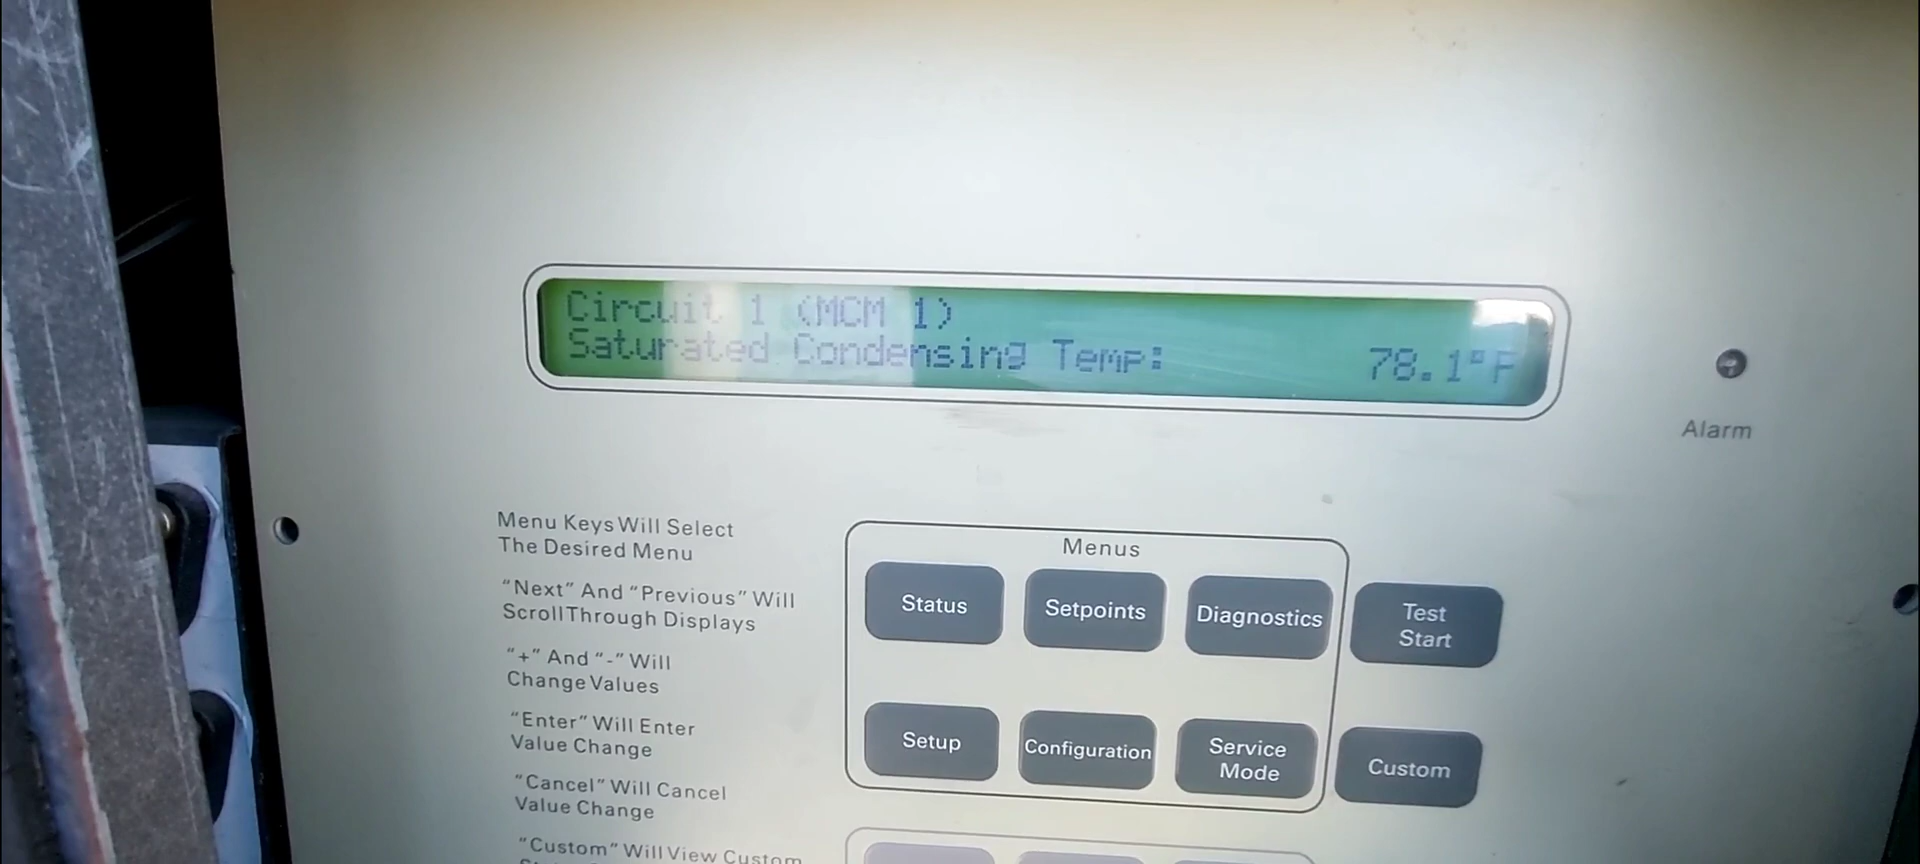 Circuit 1 (MCM 1)
Saturated Condensing Temp: 78.1°F
Alarm
Menu Keys Will Select
The Desired Menu
"Next" And "Previous" Will
Scroll Through Displays
"+" And "-" Will
Change Values
"Enter" Will Enter
Value Change
"Cancel" Will Cancel
Value Change
"Custom" Will View Custom
Menus
Status
Setpoints
Diagnostics
Test
Start
Setup
Configuration
Service
Mode
Custom